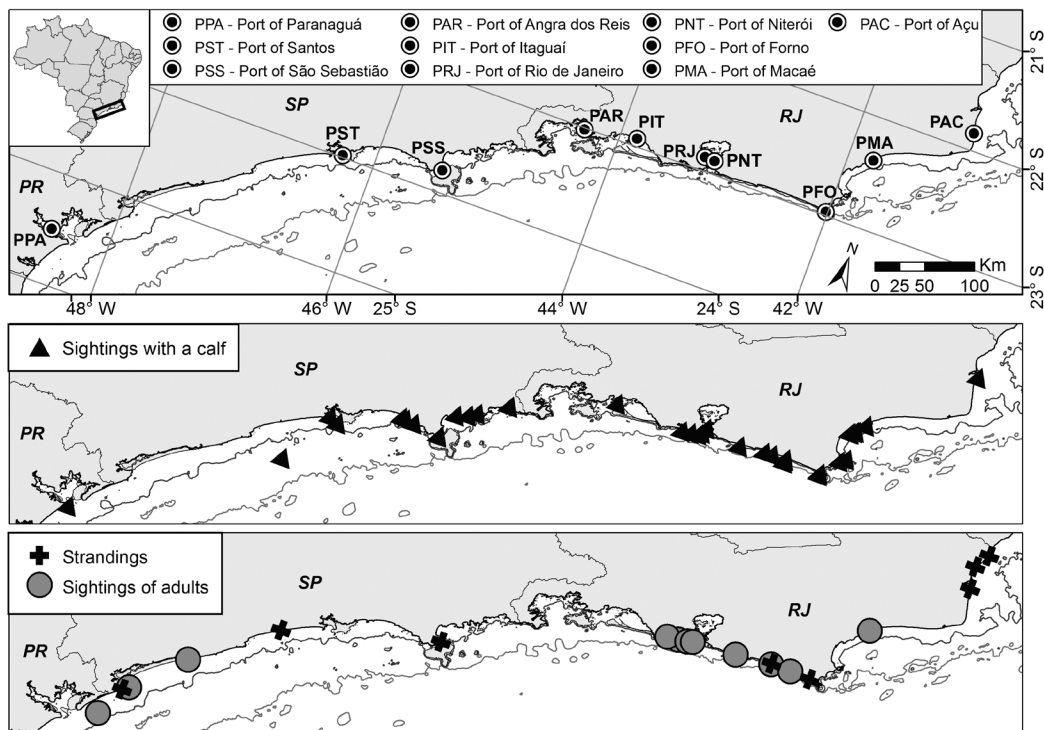 PPA - Port of Paranaguá
PST - Port of Santos
PSS - Port of São Sebastião
PAR - Port of Angra dos Reis
PIT - Port of Itaguaí
PRJ - Port of Rio de Janeiro
PNT - Port of Niterói
PFO - Port of Forno
PMA - Port of Macaé
PAC - Port of Açu
21° S
SP
PAR
PIT
RJ
PAC
PST
PSS
PRJ
PNT
PMA
22° S
PR
PFO
PPA
N
Km
0 25 50 100
23° S
48° W
46° W
25° S
44° W
24° S
42° W
Sightings with a calf
SP
RJ
PR
Strandings
Sightings of adults
SP
RJ
PR